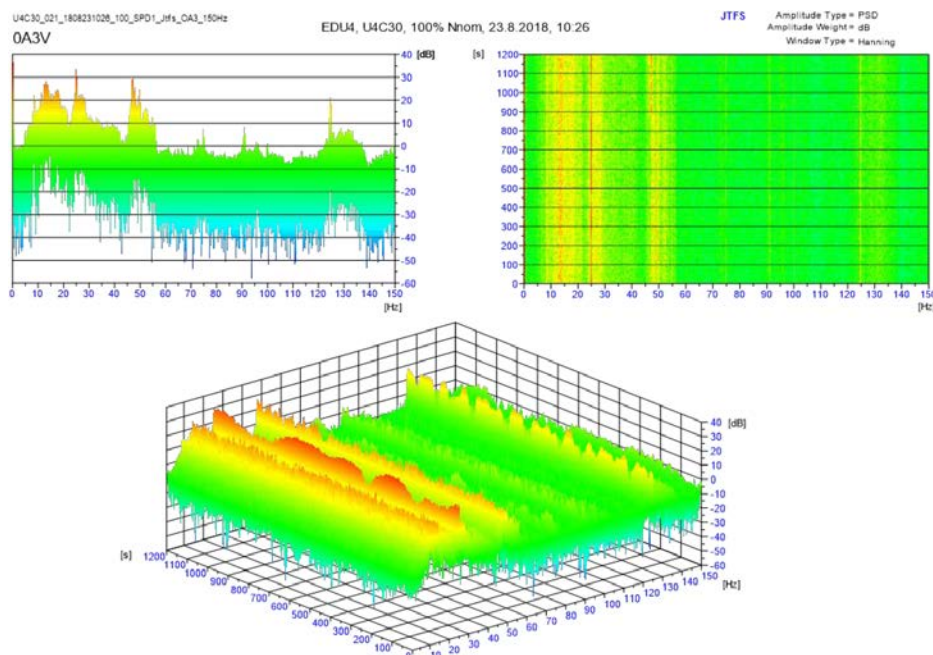 U4C30_021_1808231026_100_SPD1_Jtfs_OA3_150Hz
0A3V
EDU4, U4C30, 100% Nnom, 23.8.2018, 10:26
JTFS
Amplitude Type = PSD
Amplitude Weight = dB
Window Type = Hanning
40 [dB]
30
20
10
0
-10
-20
-30
-40
-50
-60
0 10 20 30 40 50 60 70 80 90 100 110 120 130 140 150
[Hz]
[s] 1200
1100
1000
900
800
700
600
500
400
300
200
100
0
0 10 20 30 40 50 60 70 80 90 100 110 120 130 140 150
[Hz]
40 [dB]
30
20
10
0
-10
-20
-30
-40
-50
-60
[s] 1200
1100
1000
900
800
700
600
500
400
300
200
100
10 20 30 40 50 60 70 80 90 100 110 120 130 140 150
[Hz]